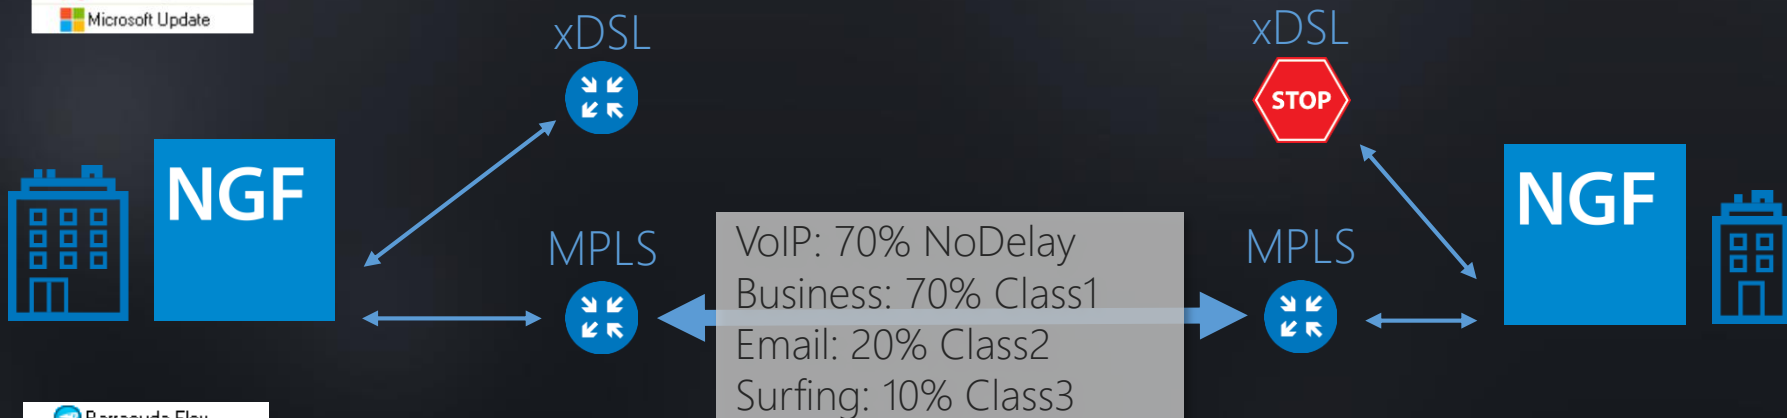 Microsoft Update
xDSL
xDSL
STOP
NGF
NGF
MPLS
MPLS
VoIP: 70% NoDelay
Business: 70% Class1
Email: 20% Class2
Surfing: 10% Class3